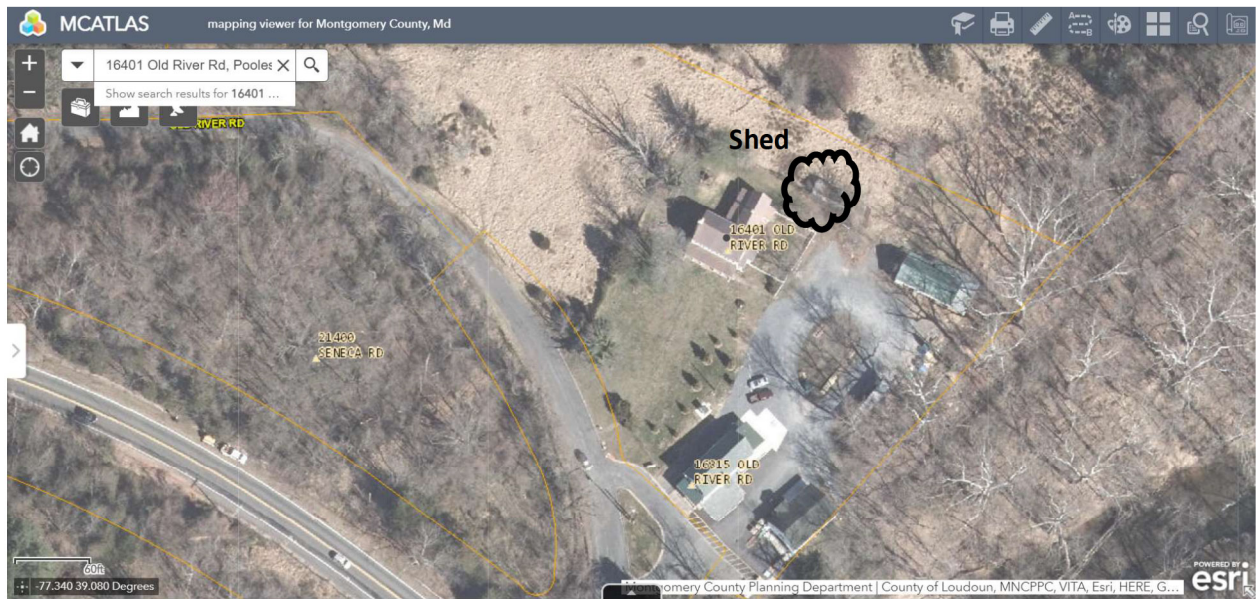 MCATLAS
mapping viewer for Montgomery County, Md
16401 Old River Rd, Pooles
Show search results for 16401 ...
RIVER RD
Shed
16401 OLD
RIVER RD
21400
SENECA RD
16315 OLD
RIVER RD
60ft
-77.340 39.080 Degrees
Montgomery County Planning Department | County of Loudoun, MNCPPC, VITA, Esri, HERE, G...
POWERED BY
esri